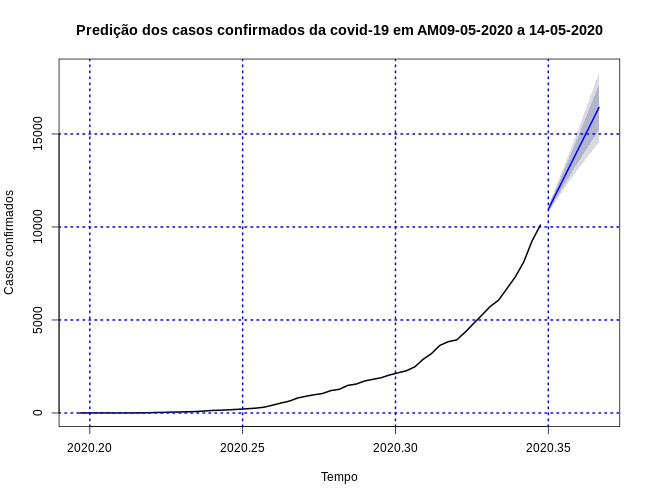 Predição dos casos confirmados da covid-19 em AM09-05-2020 a 14-05-2020
Casos confirmados
15000
10000
5000
0
2020.20 2020.25 2020.30 2020.35
Tempo